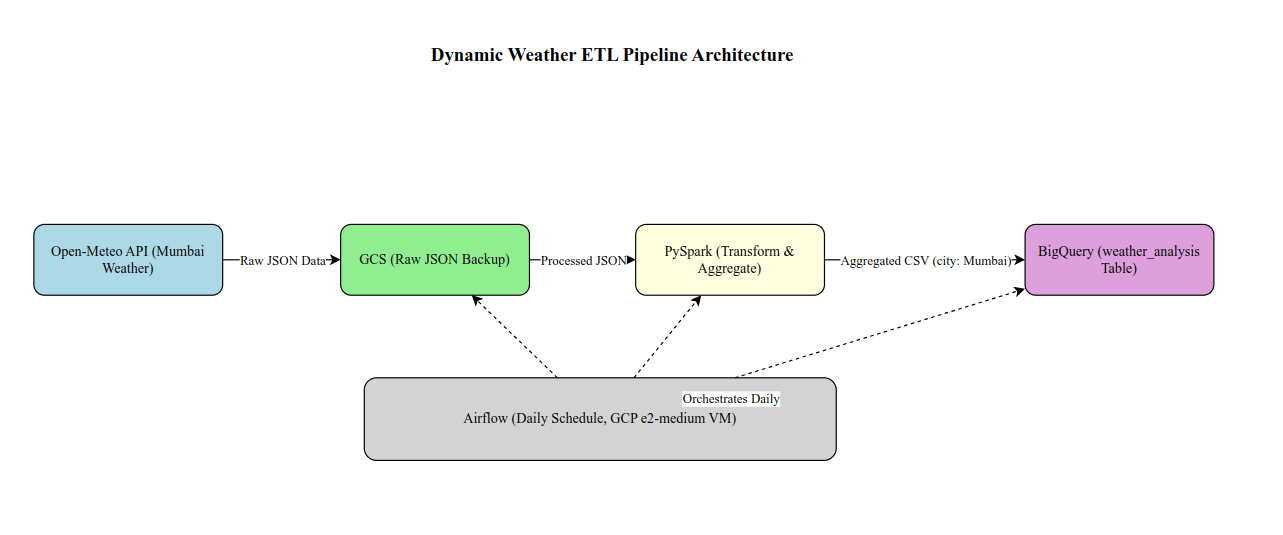 Dynamic Weather ETL Pipeline Architecture
Open-Meteo API (Mumbai
Weather)
Raw JSON Data
GCS (Raw JSON Backup)
Processed JSON
PySpark (Transform &
Aggregate)
Aggregated CSV (city: Mumbai)
BigQuery (weather_analysis
Table)
Orchestrates Daily
Airflow (Daily Schedule, GCP e2-medium VM)